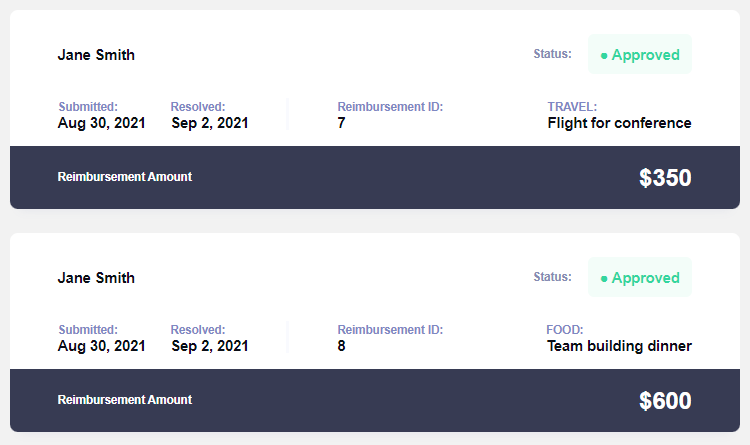 Jane Smith Status: Approved
Submitted: Resolved: Reimbursement ID: TRAVEL:
Aug 30, 2021 Sep 2, 2021 7 Flight for conference
Reimbursement Amount $350
Jane Smith Status: Approved
Submitted: Resolved: Reimbursement ID: FOOD:
Aug 30, 2021 Sep 2, 2021 8 Team building dinner
Reimbursement Amount $600